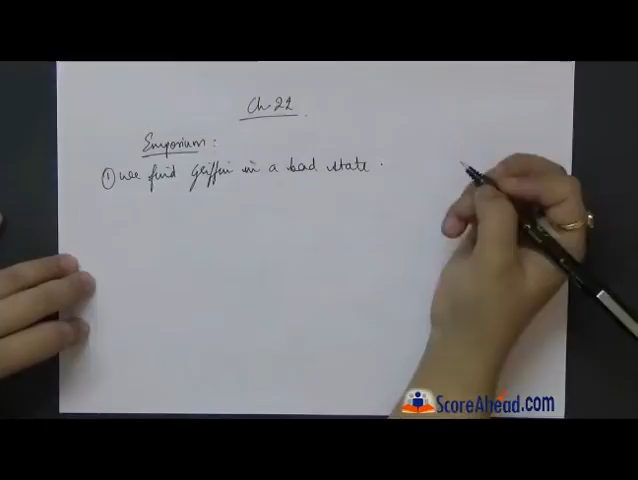 Ch 22
Emporium:
① we find Griffin in a bad state.
ScoreAhead.com